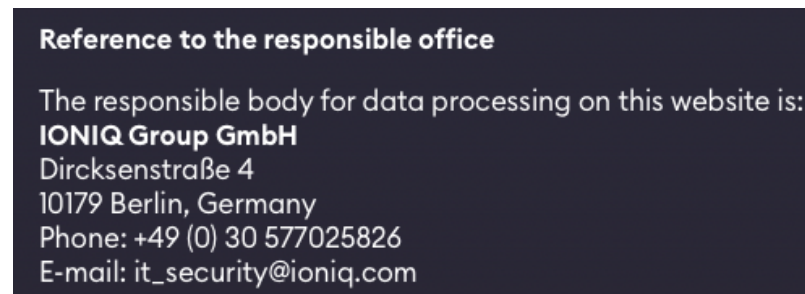 Reference to the responsible office
The responsible body for data processing on this website is:
IONIQ Group GmbH
Dircksenstraße 4
10179 Berlin, Germany
Phone: +49 (0) 30 577025826
E-mail: it_security@ioniq.com